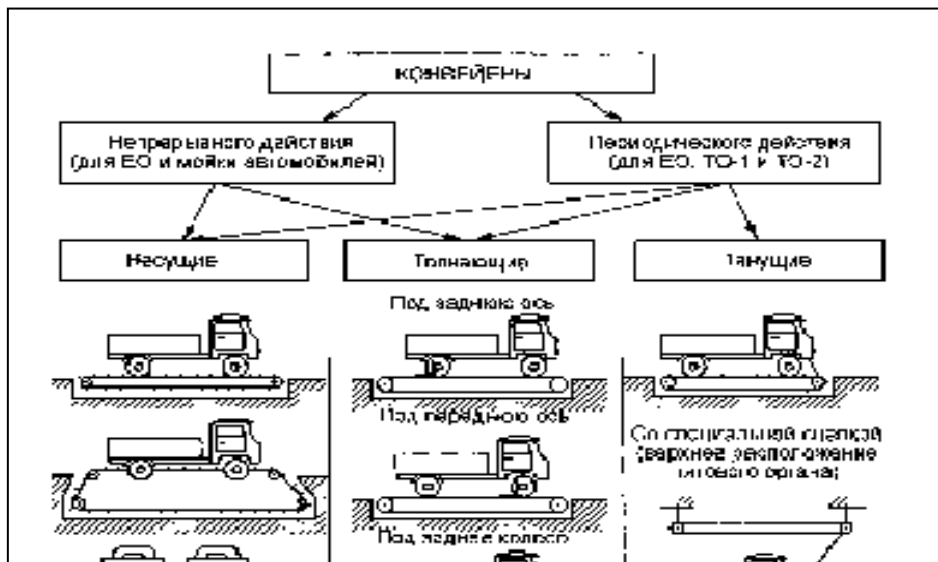 КОНВЕЙЕРЫ
Непрерывного действия
(для ЕО и мойки автомобилей)
Периодического действия
(для ЕО, ТО-1 и ТО-2)
Несущие
Толкающие
Тянущие
Под заднюю ось
Под переднюю ось
Со специальной сцепкой
(верхнее расположение
тягового органа)
Под заднее колесо